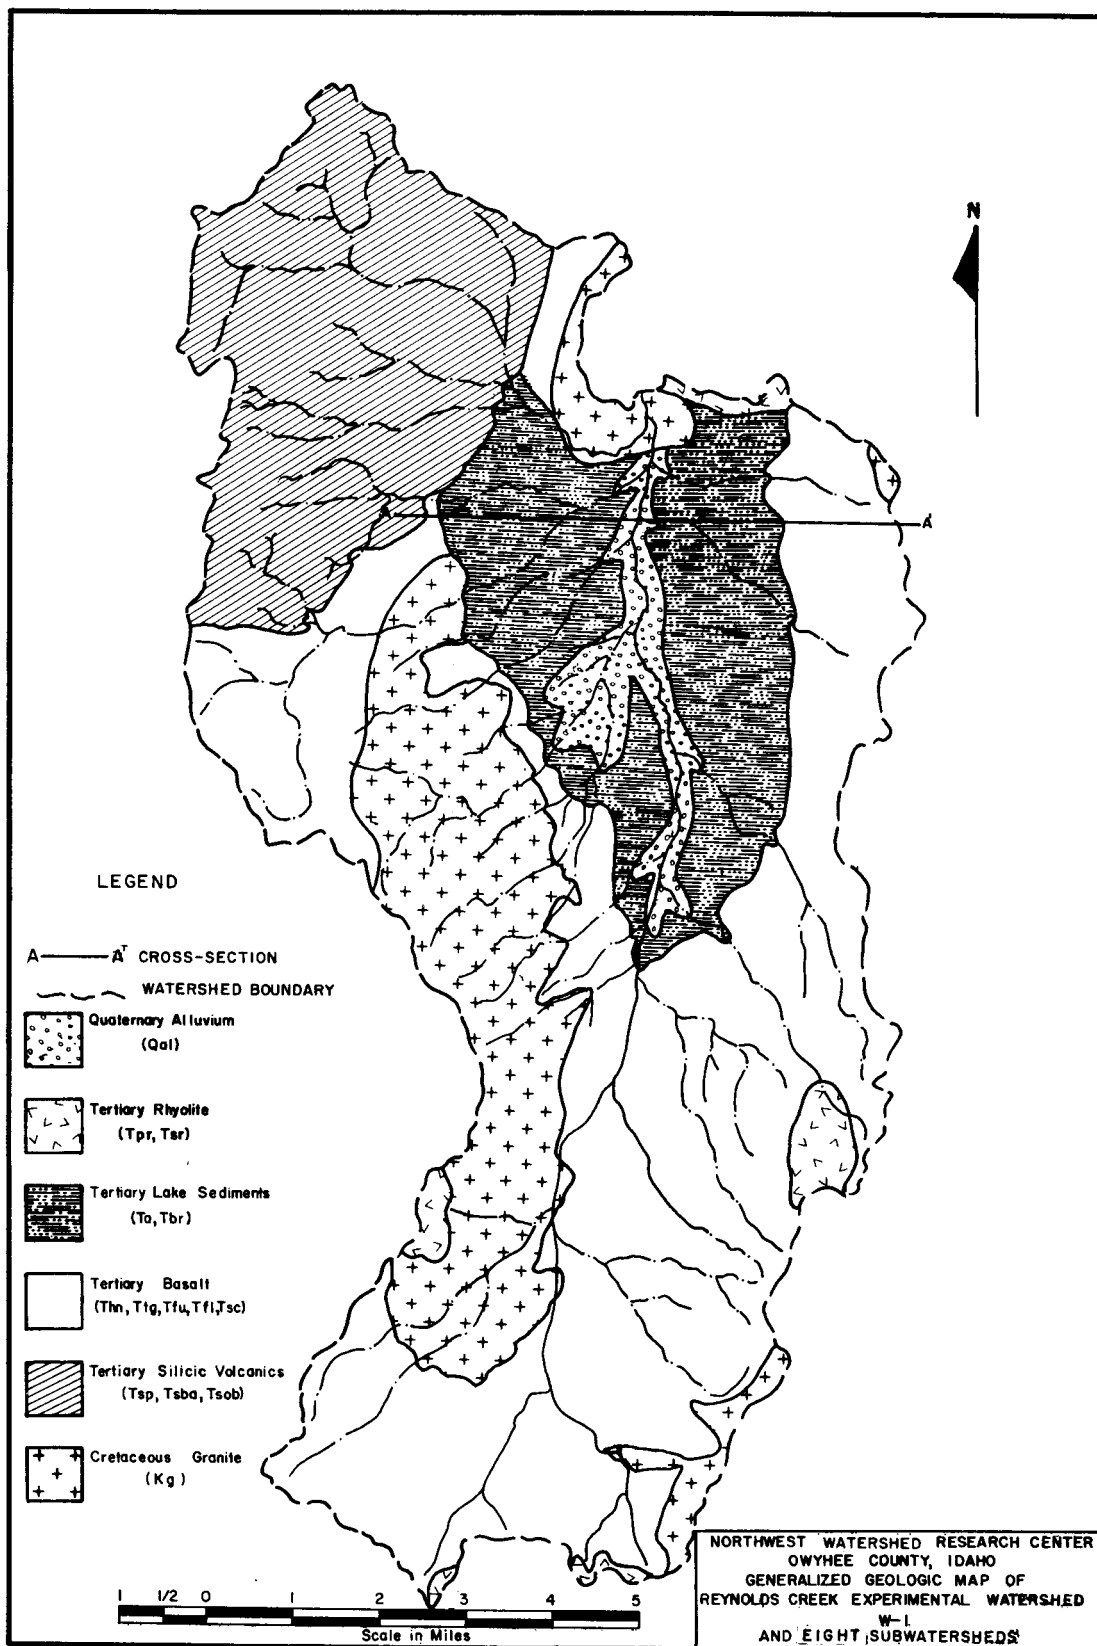 N
A A'
LEGEND
A A' CROSS-SECTION
WATERSHED BOUNDARY
Quaternary Alluvium
(Qal)
Tertiary Rhyolite
(Tpr, Tsr)
Tertiary Lake Sediments
(Ta, Tbr)
Tertiary Basalt
(Thn, Ttg, Tfu, Tfl, Tsc)
Tertiary Silicic Volcanics
(Tsp, Tsba, Tsob)
Cretaceous Granite
(Kg)
1 1/2 0 1 2 3 4 5
Scale in Miles
NORTHWEST WATERSHED RESEARCH CENTER
OWYHEE COUNTY, IDAHO
GENERALIZED GEOLOGIC MAP OF
REYNOLDS CREEK EXPERIMENTAL WATERSHED
W-1
AND EIGHT SUBWATERSHEDS